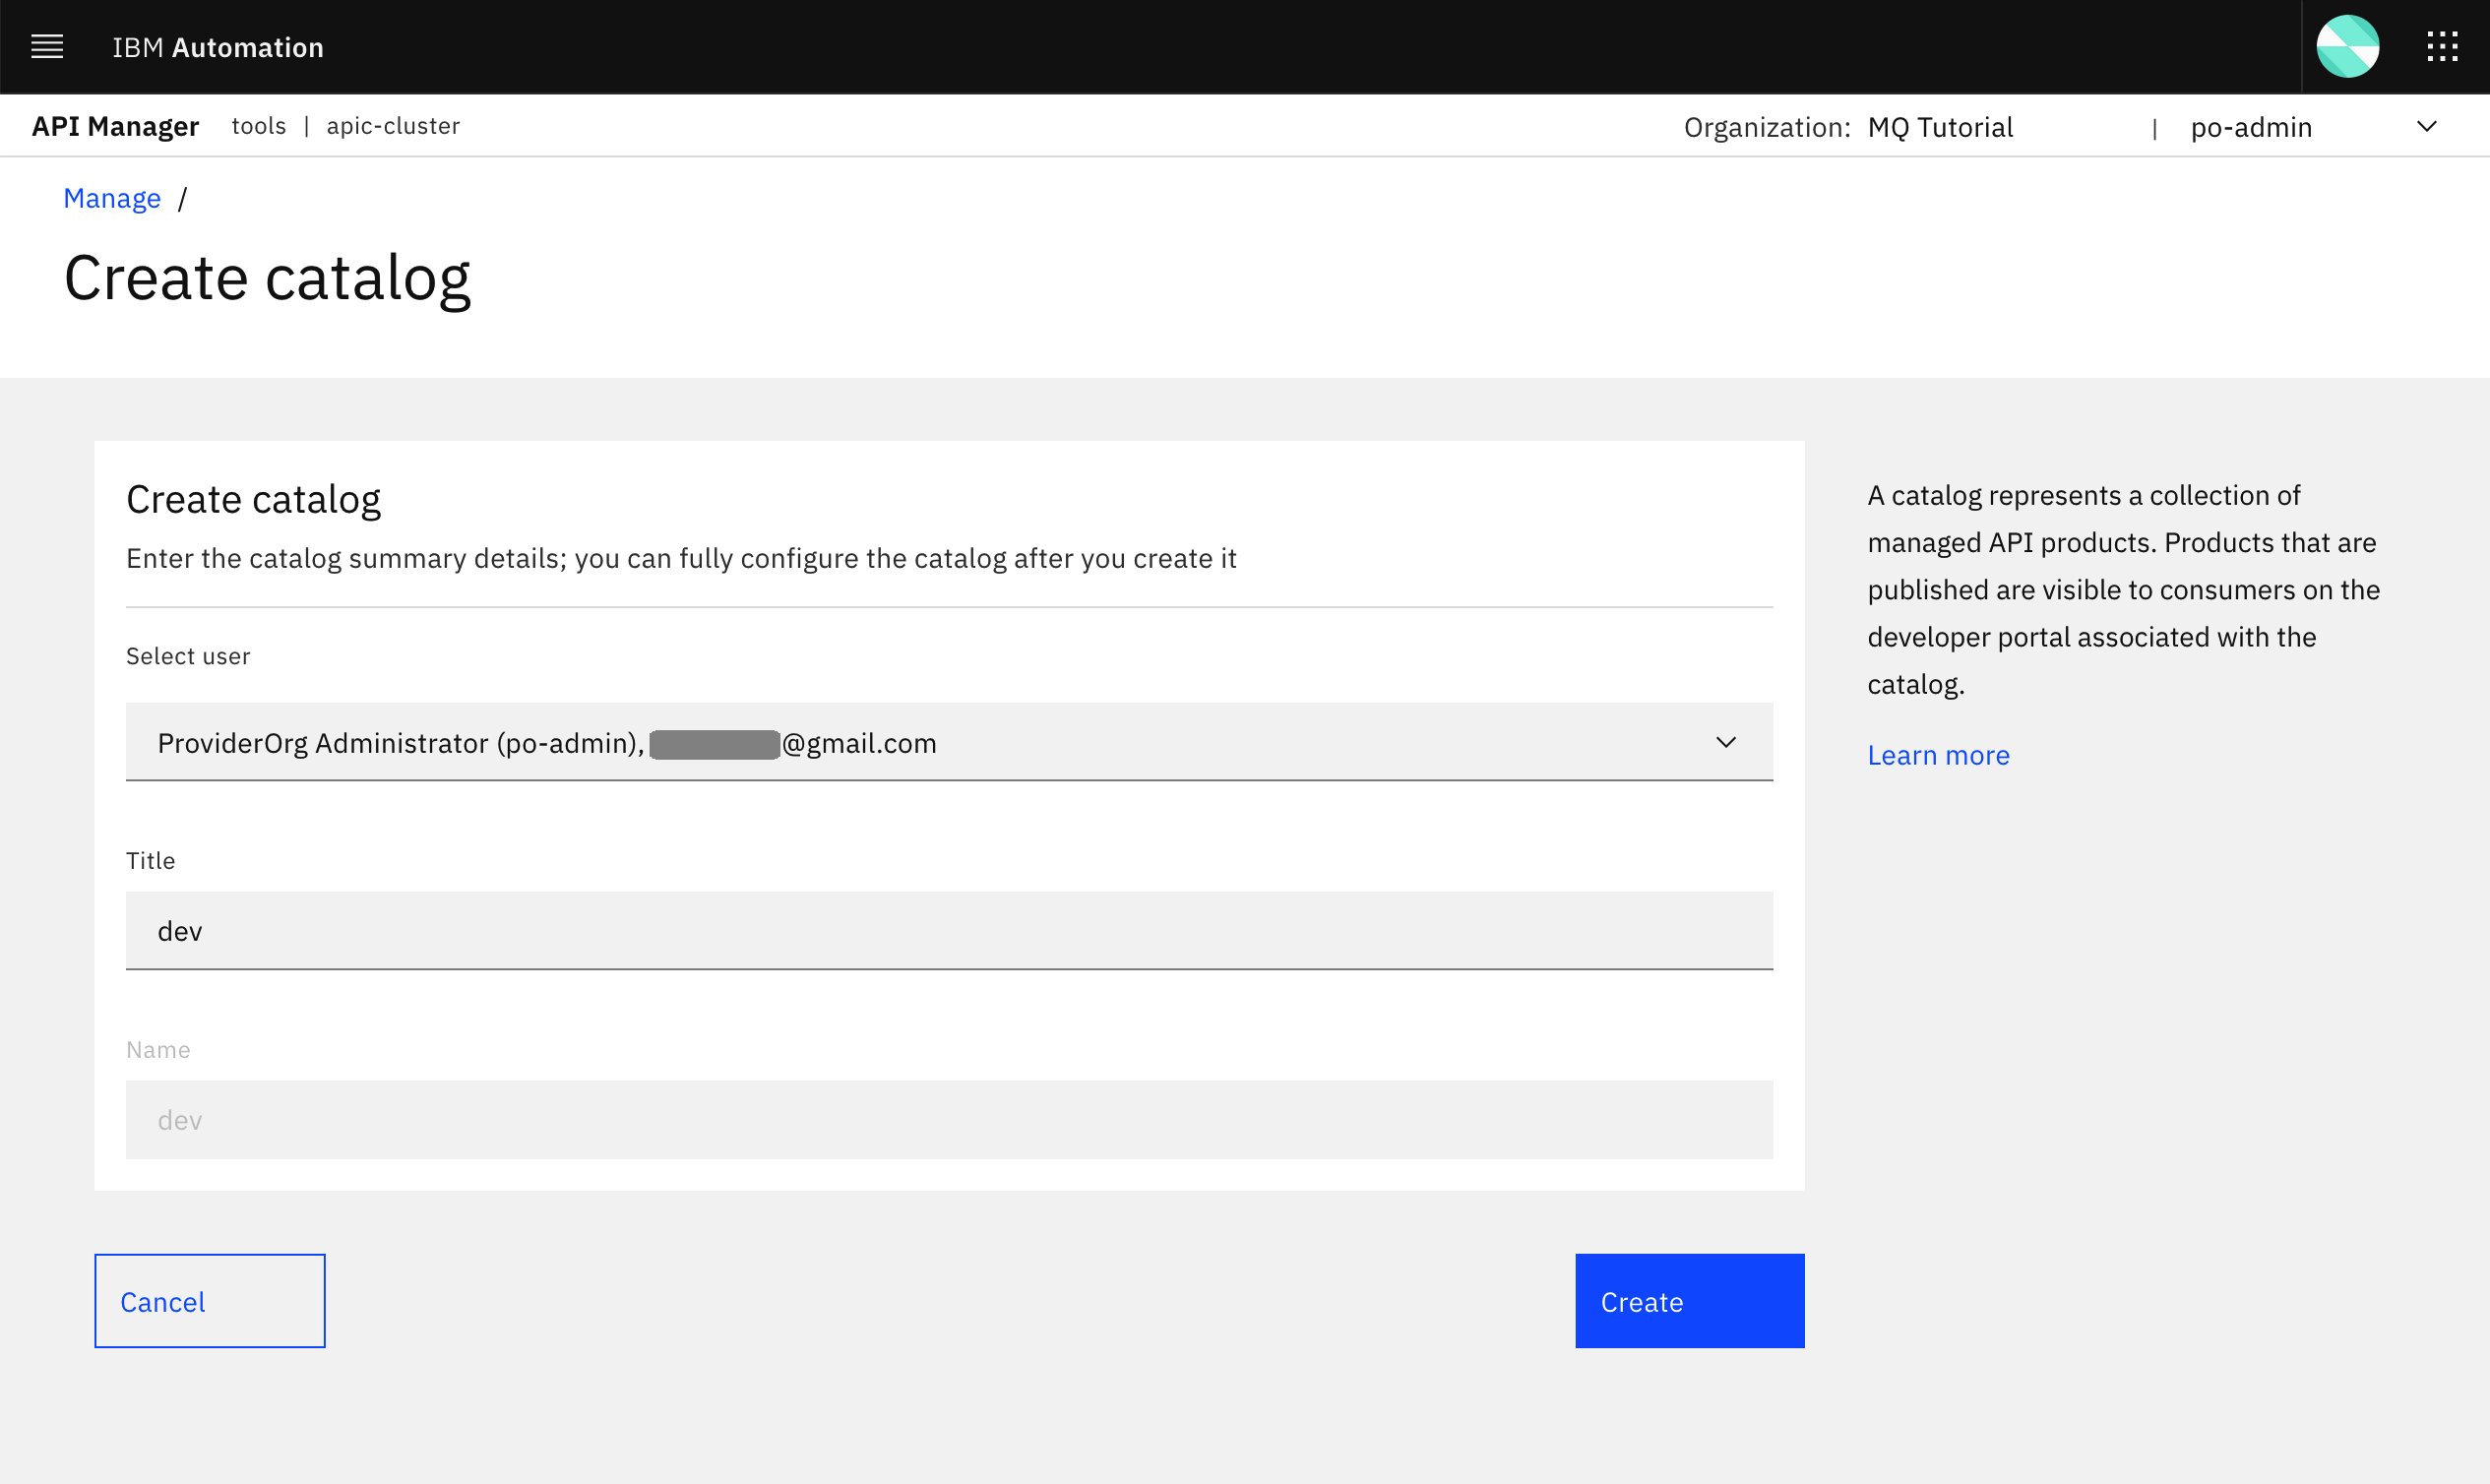 IBM Automation
API Manager tools | apic-cluster Organization: MQ Tutorial | po-admin
Manage /
Create catalog
Create catalog
Enter the catalog summary details; you can fully configure the catalog after you create it
Select user
ProviderOrg Administrator (po-admin), @gmail.com
Title
dev
Name
dev
Cancel
Create
A catalog represents a collection of
managed API products. Products that are
published are visible to consumers on the
developer portal associated with the
catalog.
Learn more